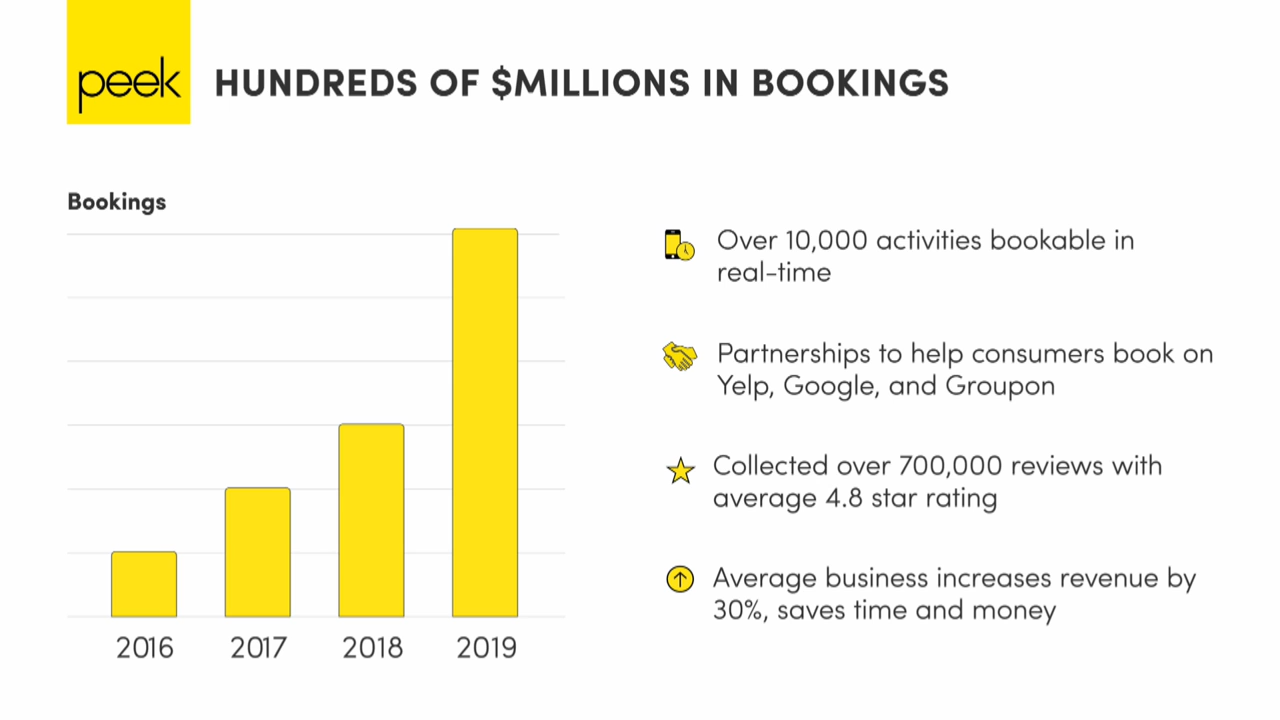 peek
HUNDREDS OF $MILLIONS IN BOOKINGS
Bookings
2016
2017
2018
2019
Over 10,000 activities bookable in
real-time
Partnerships to help consumers book on
Yelp, Google, and Groupon
Collected over 700,000 reviews with
average 4.8 star rating
Average business increases revenue by
30%, saves time and money